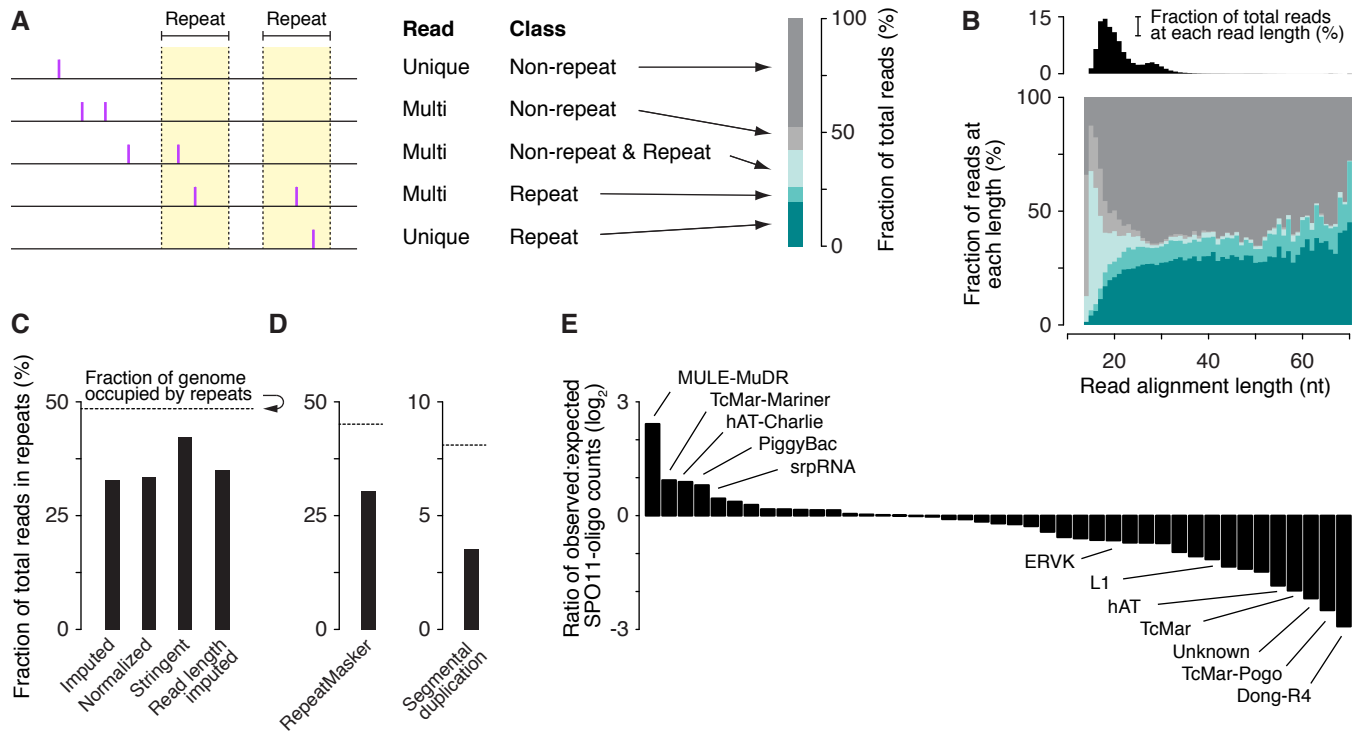 A
Repeat
Repeat
Read
Class
Unique
Non-repeat
Multi
Non-repeat
Multi
Non-repeat & Repeat
Multi
Repeat
Unique
Repeat
100
50
0
Fraction of total reads (%)
B
15
0
Fraction of total reads
at each read length (%)
100
50
0
Fraction of reads at
each length (%)
20
40
60
Read alignment length (nt)
C
Fraction of total reads in repeats (%)
Fraction of genome
occupied by repeats
50
25
0
Imputed
Normalized
Stringent
Read length
imputed
D
50
25
0
RepeatMasker
10
5
0
Segmental
duplication
E
Ratio of observed:expected
SPO11-oligo counts (log2)
3
0
-3
MULE-MuDR
TcMar-Mariner
hAT-Charlie
PiggyBac
srpRNA
ERVK
L1
hAT
TcMar
Unknown
TcMar-Pogo
Dong-R4